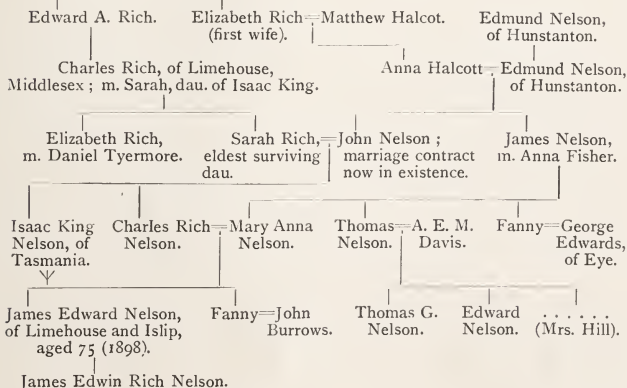 Edward A. Rich.
Elizabeth Rich=Matthew Halcot.
(first wife).
Edmund Nelson,
of Hunstanton.
Charles Rich, of Limehouse,
Middlesex ; m. Sarah, dau. of Isaac King.
Anna Halcott=Edmund Nelson,
of Hunstanton.
Elizabeth Rich,
m. Daniel Tyermore.
Sarah Rich,=John Nelson ;
eldest surviving marriage contract
dau. now in existence.
James Nelson,
m. Anna Fisher.
Isaac King
Nelson, of
Tasmania.
Charles Rich=Mary Anna
Nelson. Nelson.
Thomas=A. E. M.
Nelson. Davis.
Fanny=George
Edwards,
of Eye.
James Edward Nelson,
of Limehouse and Islip,
aged 75 (1898).
Fanny=John
Burrows.
Thomas G.
Nelson.
Edward
Nelson.
. . . . . .
(Mrs. Hill).
James Edwin Rich Nelson.